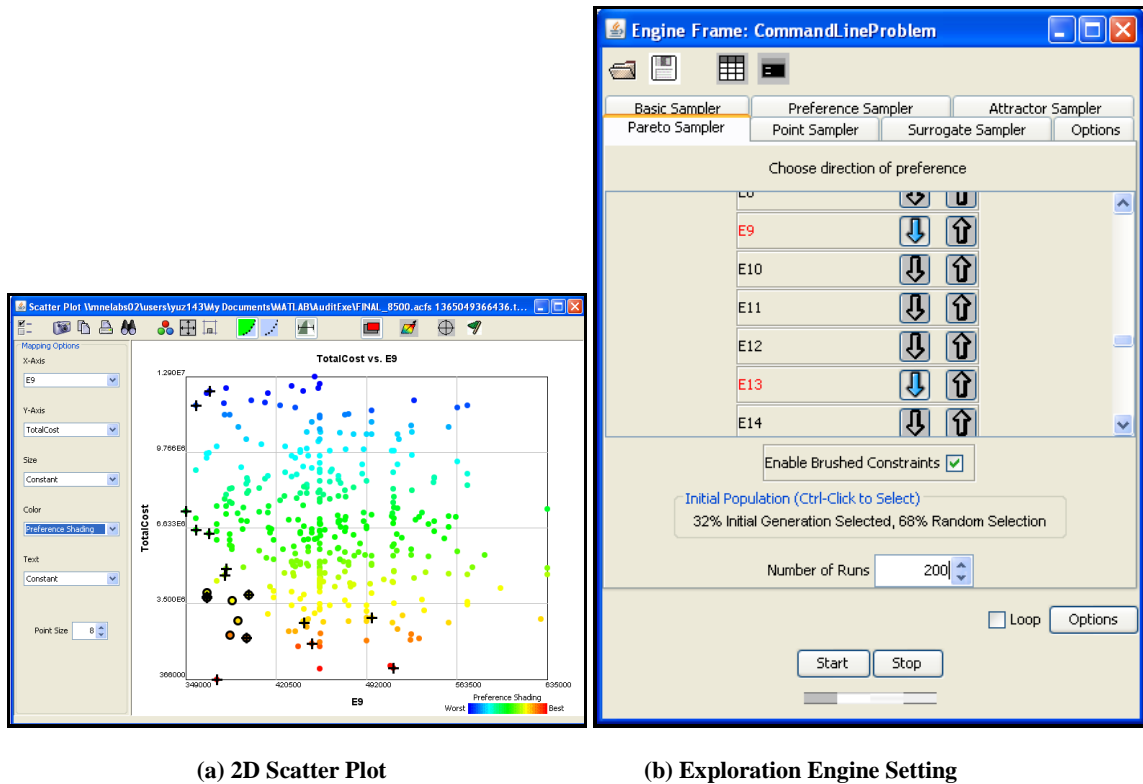 Engine Frame: CommandLineProblem
Basic Sampler
Preference Sampler
Attractor Sampler
Pareto Sampler
Point Sampler
Surrogate Sampler
Options
Choose direction of preference
E9
E10
E11
E12
E13
E14
Enable Brushed Constraints
Initial Population (Ctrl-Click to Select)
32% Initial Generation Selected, 68% Random Selection
Number of Runs
200
Loop
Options
Start
Stop
Scatter Plot \\mnelabs02\users\yuz143\My Documents\MATLAB\AuditExe\FINAL_8500.acfs 1365049366436.t...
Mapping Options
X-Axis
E9
Y-Axis
TotalCost
Size
Constant
Color
Preference Shading
Text
Constant
Point Size
8
TotalCost vs. E9
1.290E7
9.766E6
6.633E6
3.500E6
366000
TotalCost
349000
420500
492000
563500
635000
E9
Preference Shading
Worst
Best
(a) 2D Scatter Plot
(b) Exploration Engine Setting